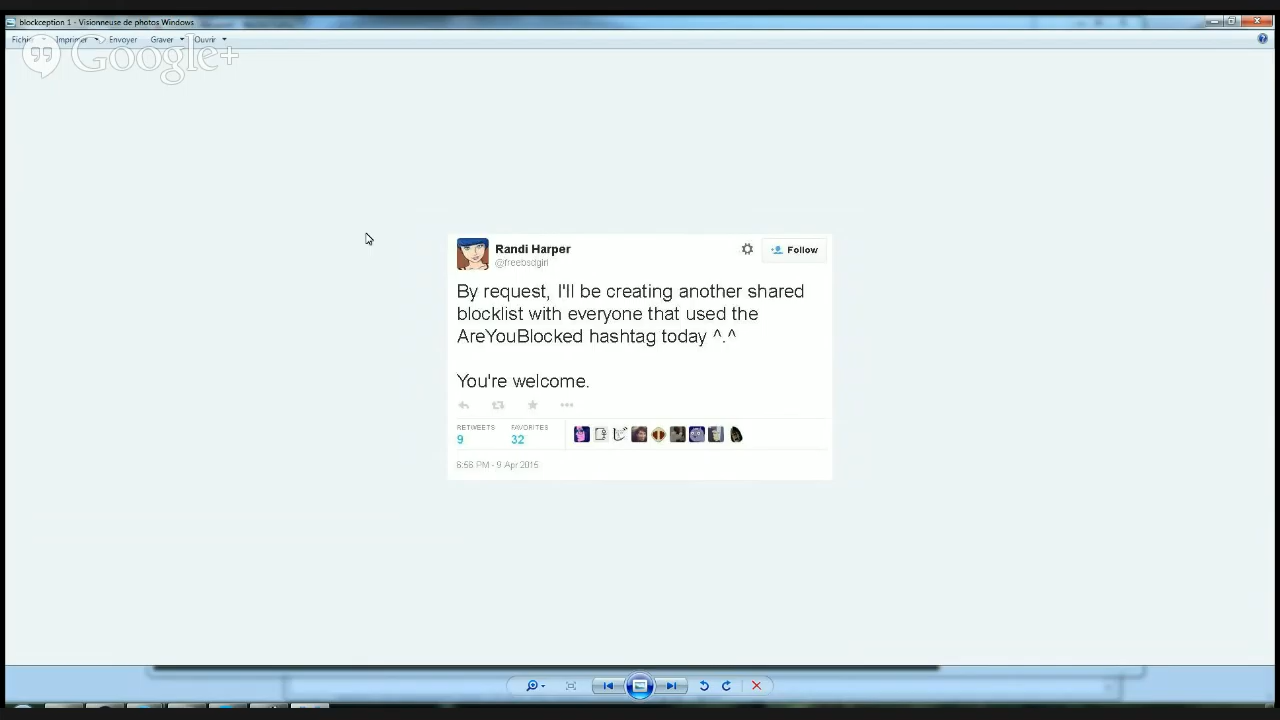 blockception 1 - Visionneuse de photos Windows
Fichier Imprimer Envoyer Graver Ouvrir
Google+
Randi Harper
@freebsdgirl
Follow
By request, I'll be creating another shared
blocklist with everyone that used the
AreYouBlocked hashtag today ^.^
You're welcome.
RETWEETS FAVORITES
9 32
6:56 PM - 9 Apr 2015